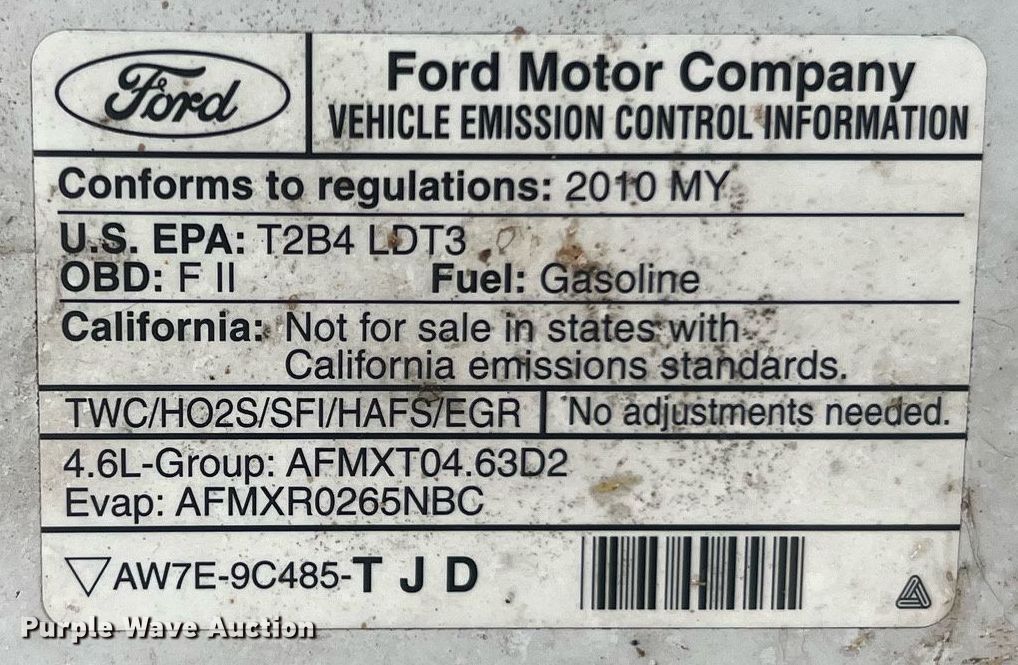 Ford
Ford Motor Company
VEHICLE EMISSION CONTROL INFORMATION
Conforms to regulations: 2010 MY
U.S. EPA: T2B4 LDT3
OBD: F II Fuel: Gasoline
California: Not for sale in states with
California emissions standards.
TWC/HO2S/SFI/HAFS/EGR No adjustments needed.
4.6L-Group: AFMXT04.63D2
Evap: AFMXR0265NBC
AW7E-9C485-T J D
Purple Wave Auction